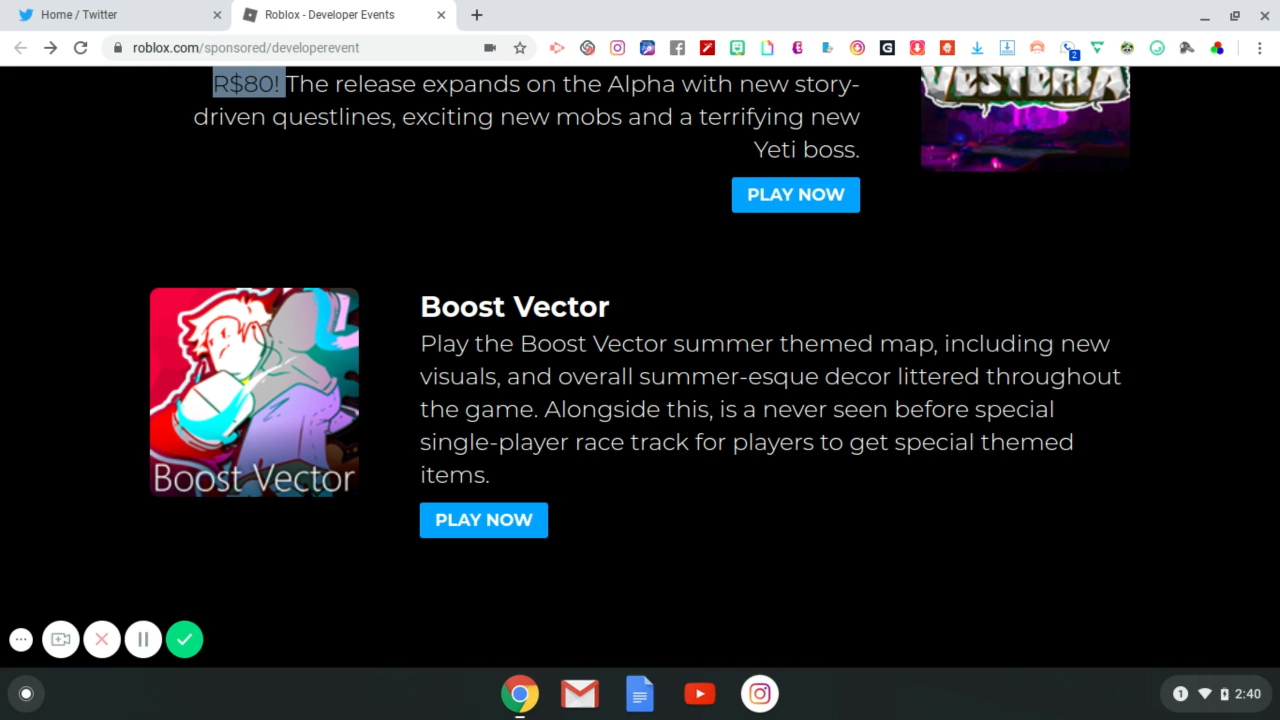 Home / Twitter
Roblox - Developer Events
roblox.com/sponsored/developerevent
2
R$80! The release expands on the Alpha with new story-
driven questlines, exciting new mobs and a terrifying new
Yeti boss.
PLAY NOW
VESTERIA
Boost Vector
Boost Vector
Play the Boost Vector summer themed map, including new
visuals, and overall summer-esque decor littered throughout
the game. Alongside this, is a never seen before special
single-player race track for players to get special themed
items.
PLAY NOW
1
2:40